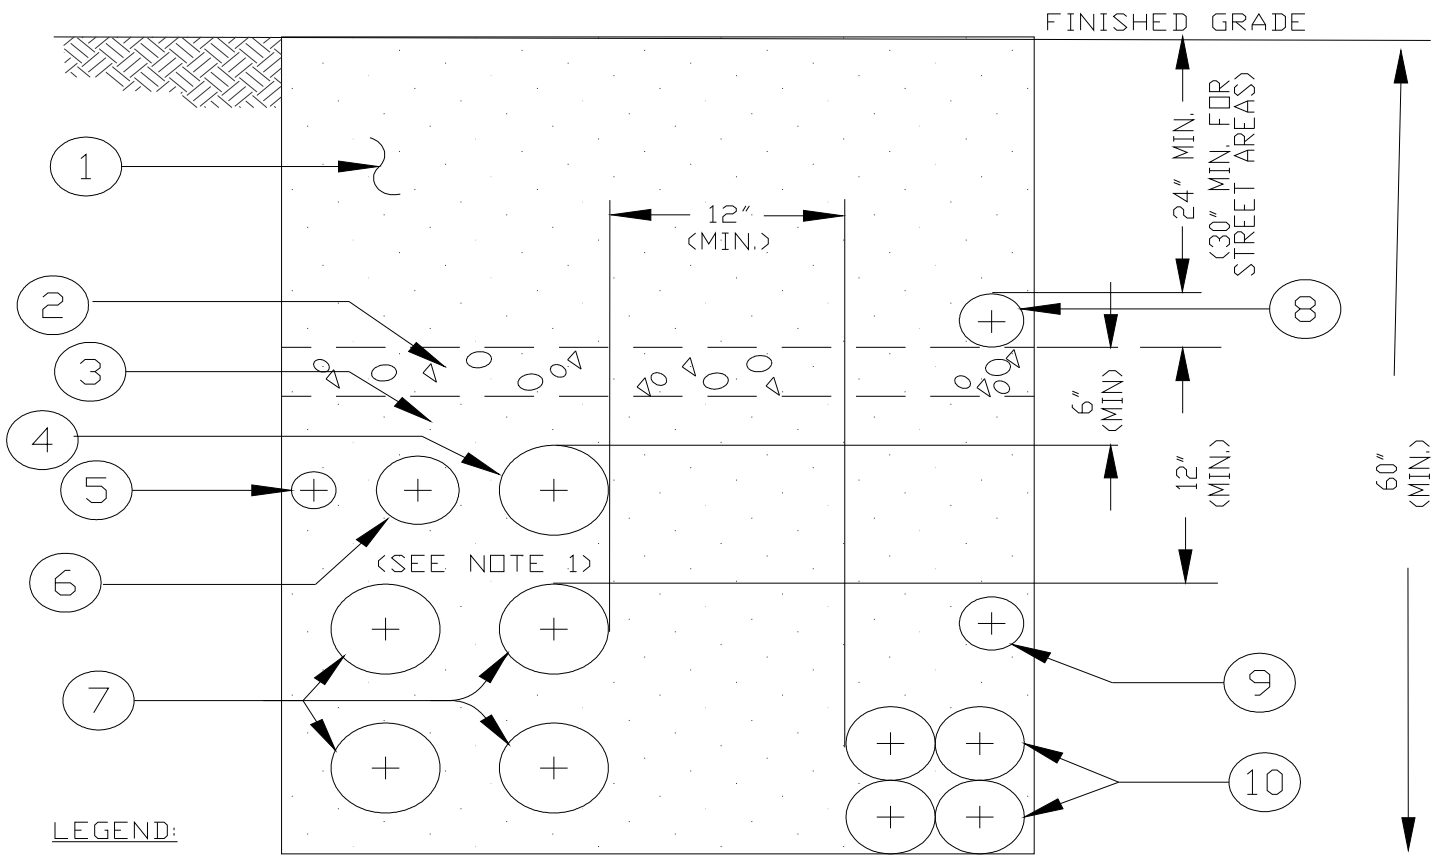 FINISHED GRADE
1
24" MIN.
(30" MIN. FOR
STREET AREAS)
12"
(MIN.)
2
8
3
6"
(MIN)
4
12"
(MIN.)
60"
(MIN.)
5
(SEE NOTE 1)
6
7
9
10
LEGEND: